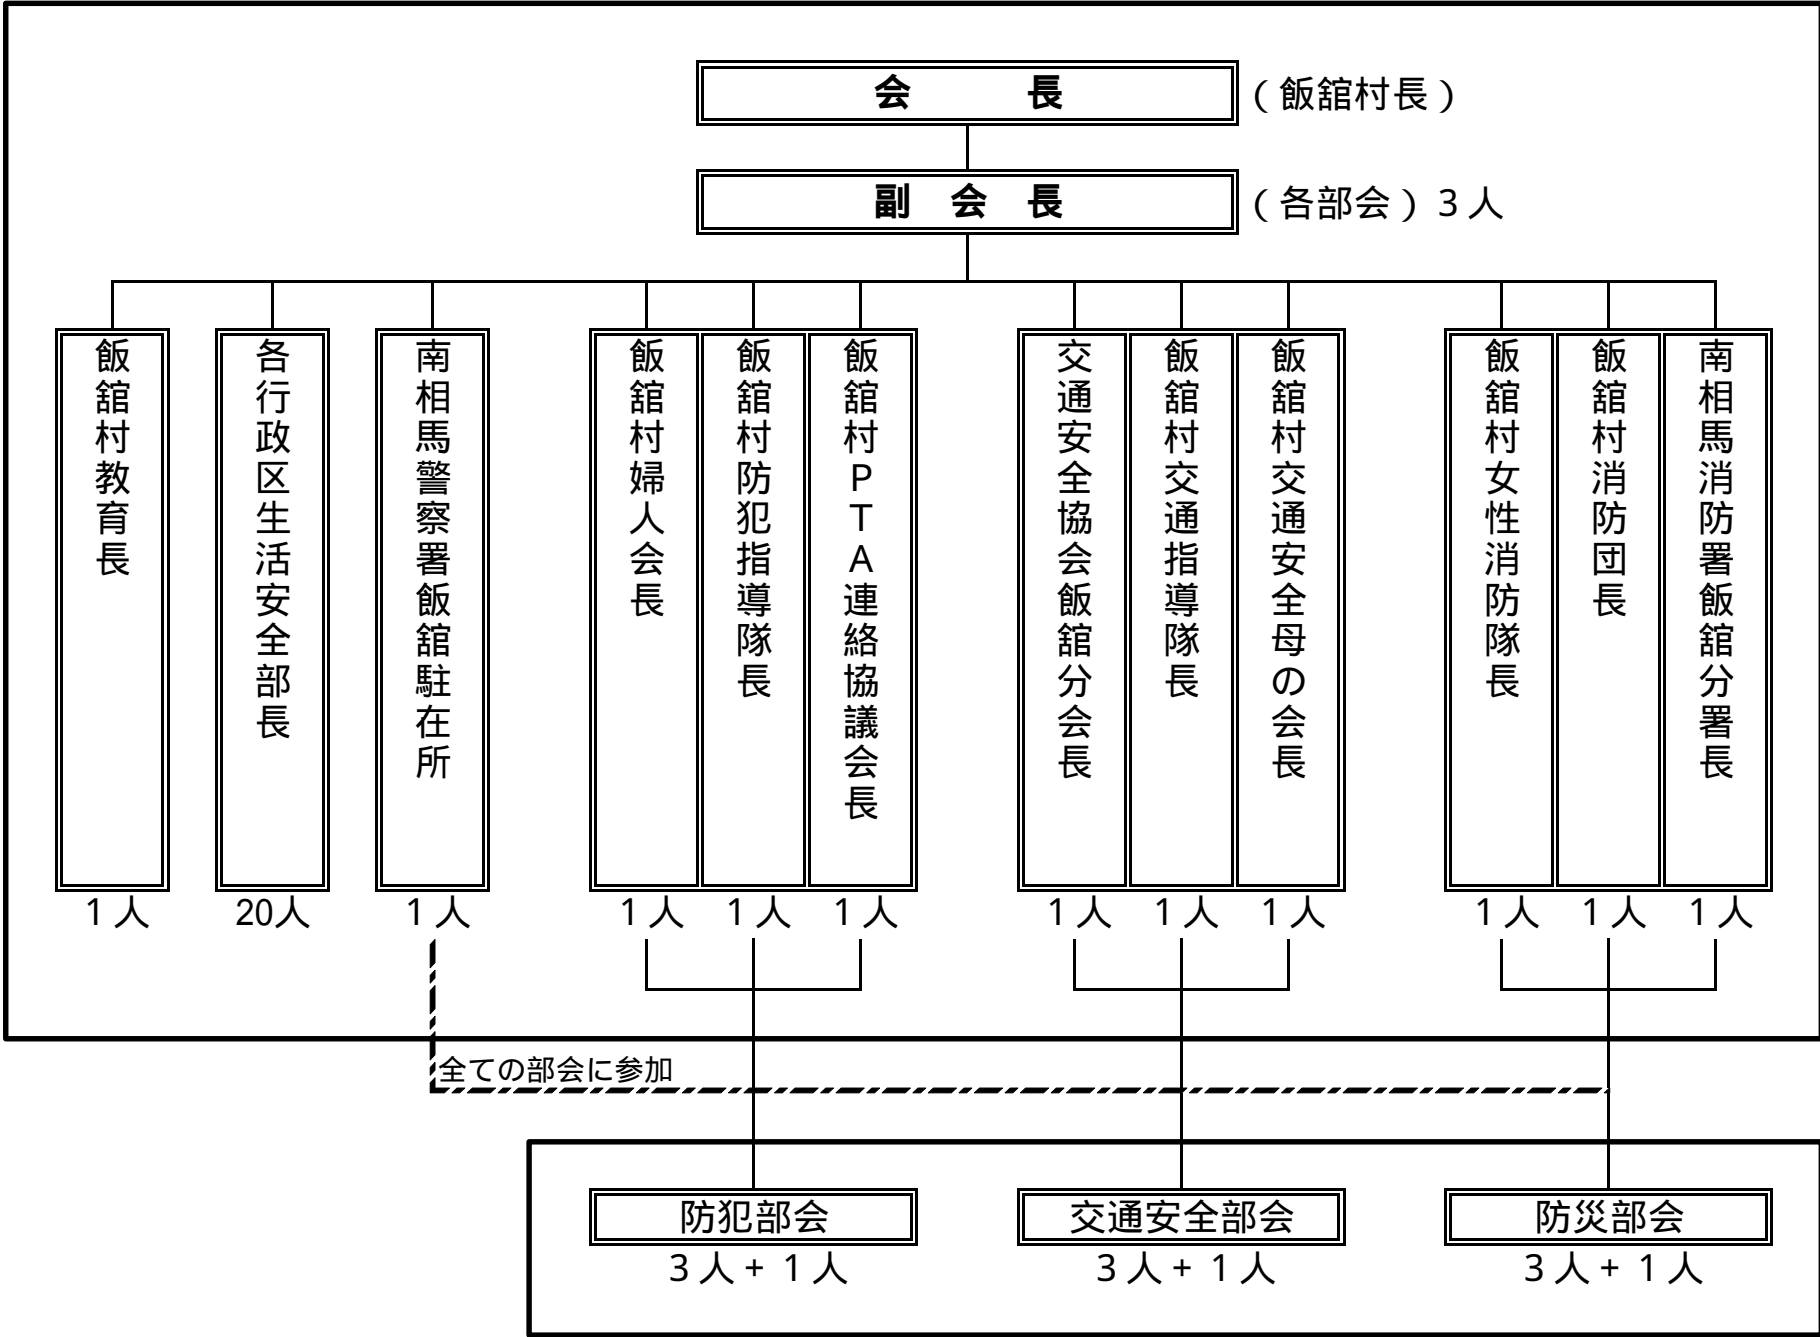 会　長
（飯舘村長）
副　会　長
（各部会）３人
飯舘村教育長
各行政区生活安全部長
南相馬警察署飯舘駐在所
飯舘村婦人会長
飯舘村防犯指導隊長
飯舘村ＰＴＡ連絡協議会長
交通安全協会飯舘分会長
飯舘村交通指導隊長
飯舘村交通安全母の会長
飯舘村女性消防隊長
飯舘村消防団長
南相馬消防署飯舘分署長
１人
20人
１人
１人
１人
１人
１人
１人
１人
１人
１人
１人
全ての部会に参加
防犯部会
交通安全部会
防災部会
３人＋１人
３人＋１人
３人＋１人